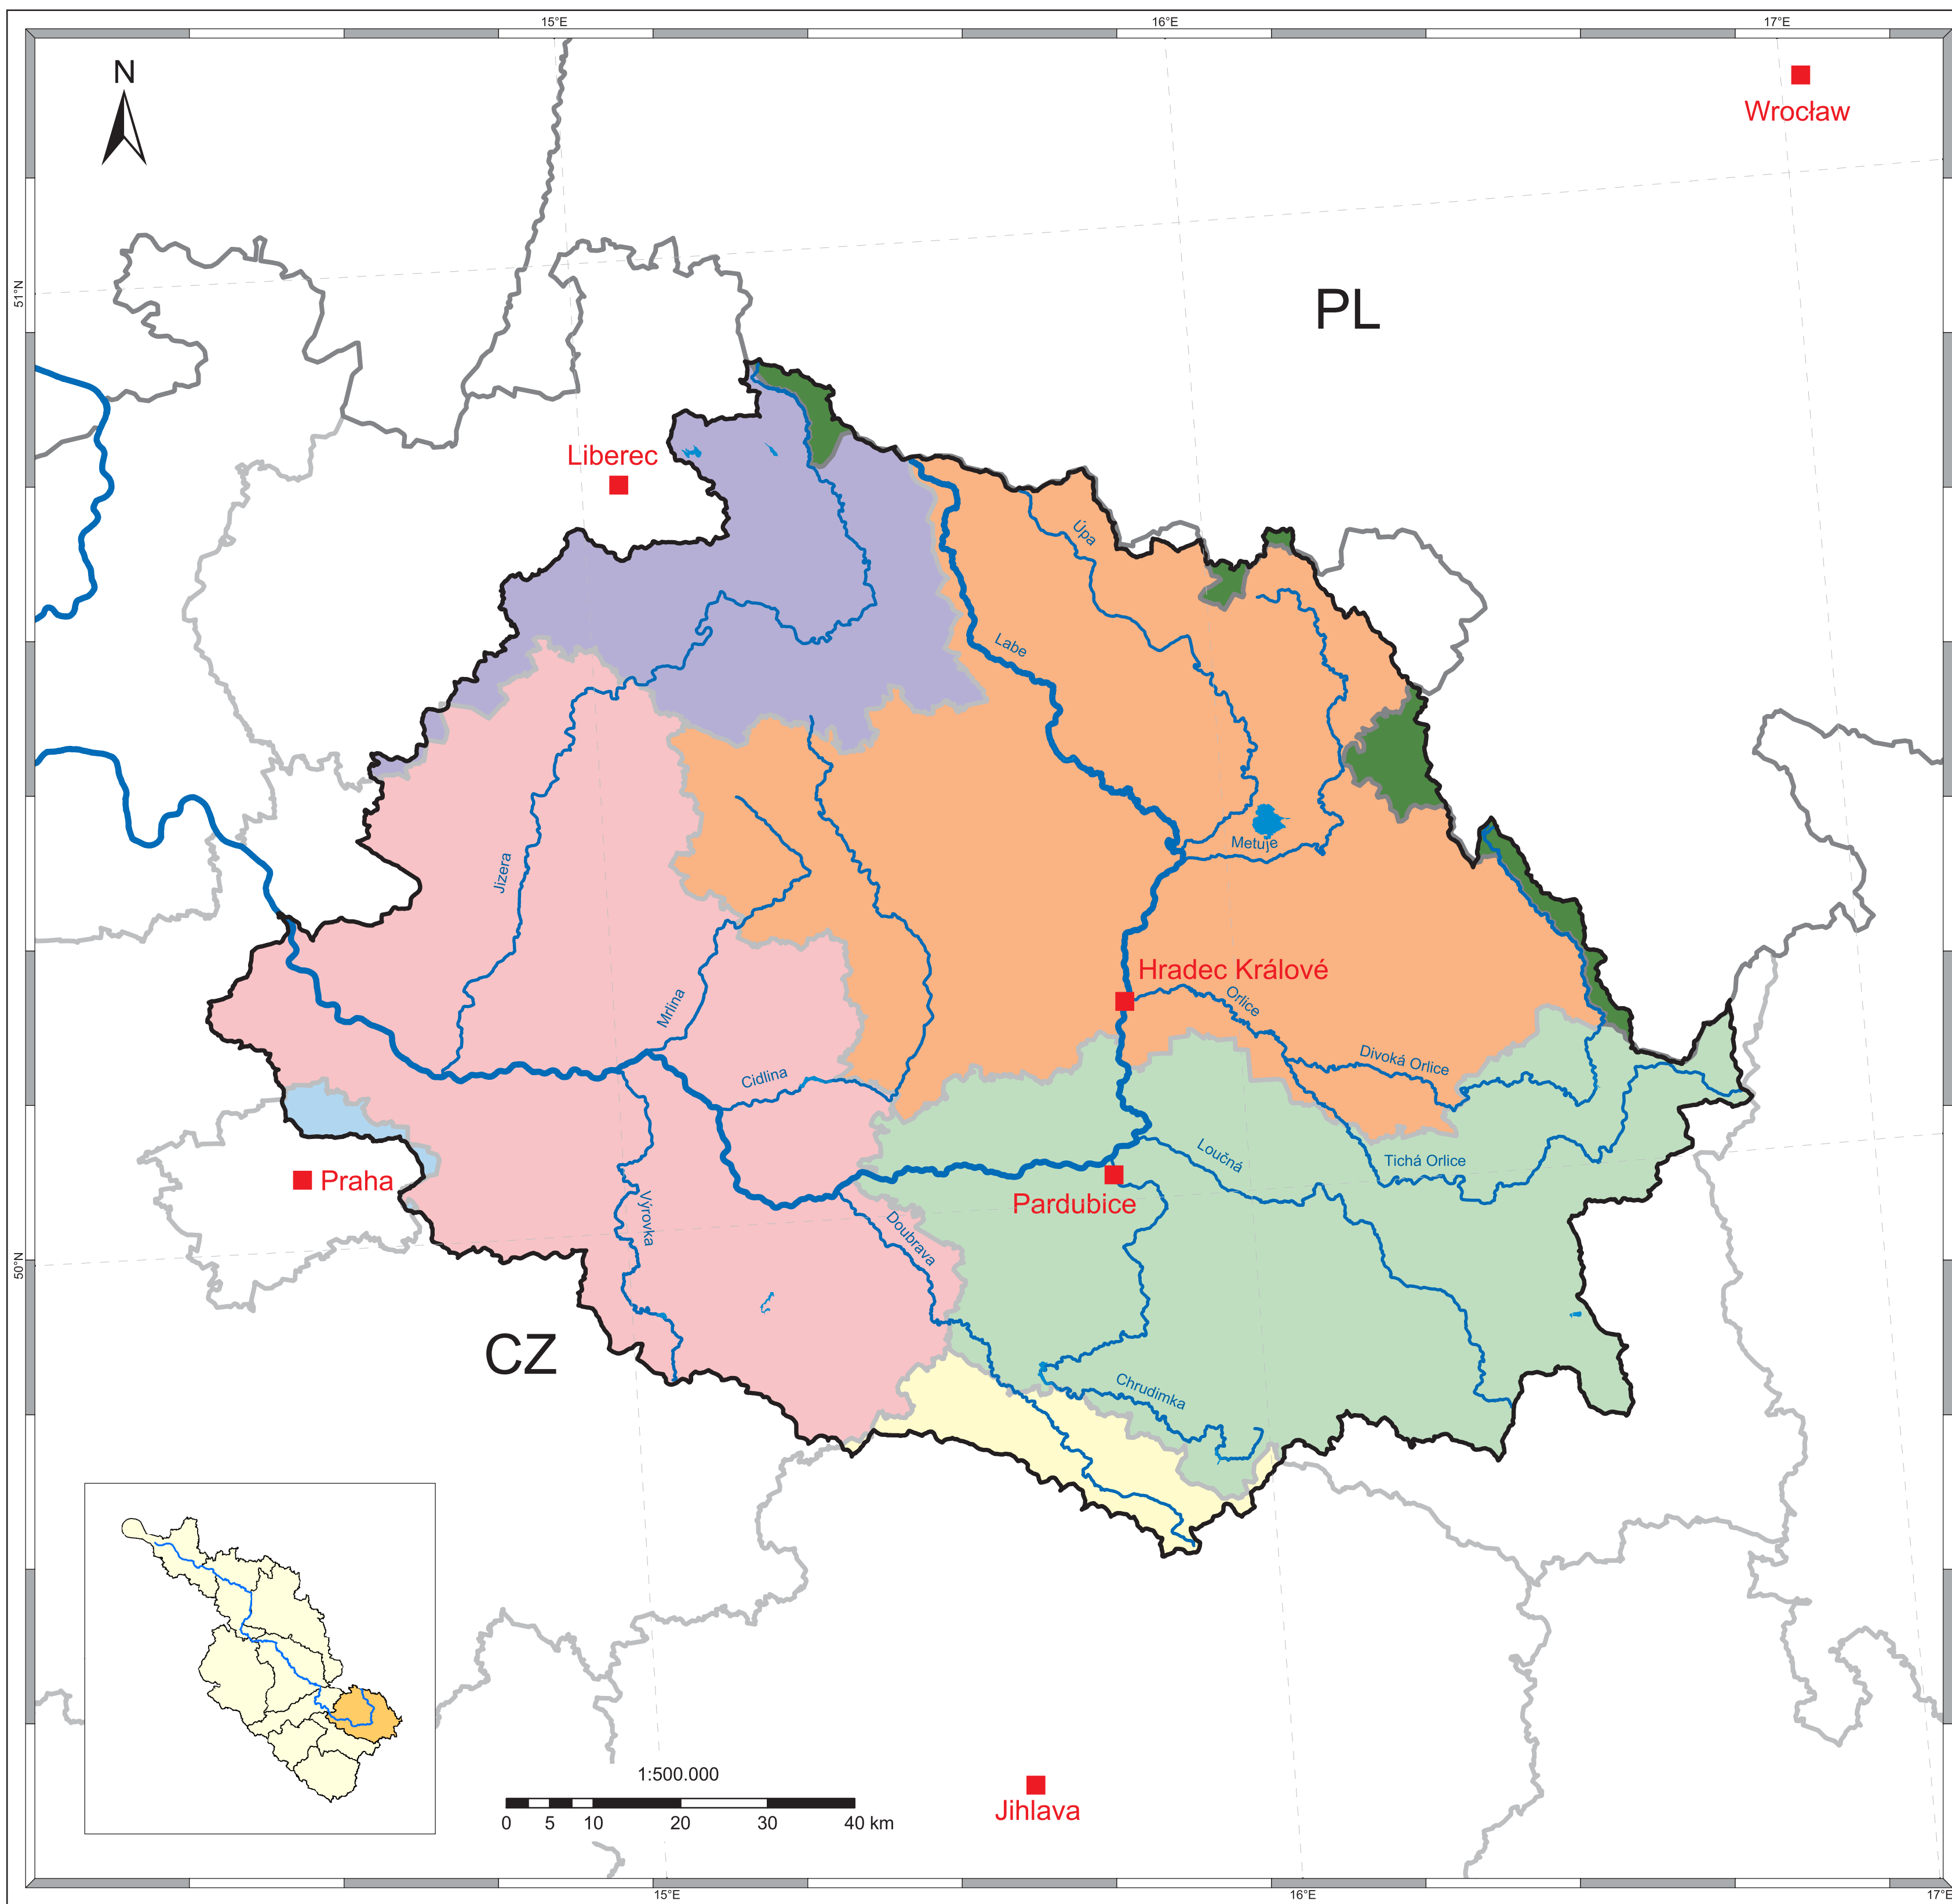 15°E
16°E
17°E
N
Wrocław
51°N
PL
Liberec
Úpa
Labe
Metuje
Jizera
Hradec Králové
Orlice
Mrlina
Divoká Orlice
Cidlina
Loučná
Tichá Orlice
Praha
Pardubice
Výrovka
Doubrava
50°N
CZ
Chrudimka
1:500.000
0 5 10 20 30 40 km
Jihlava
15°E
16°E
17°E